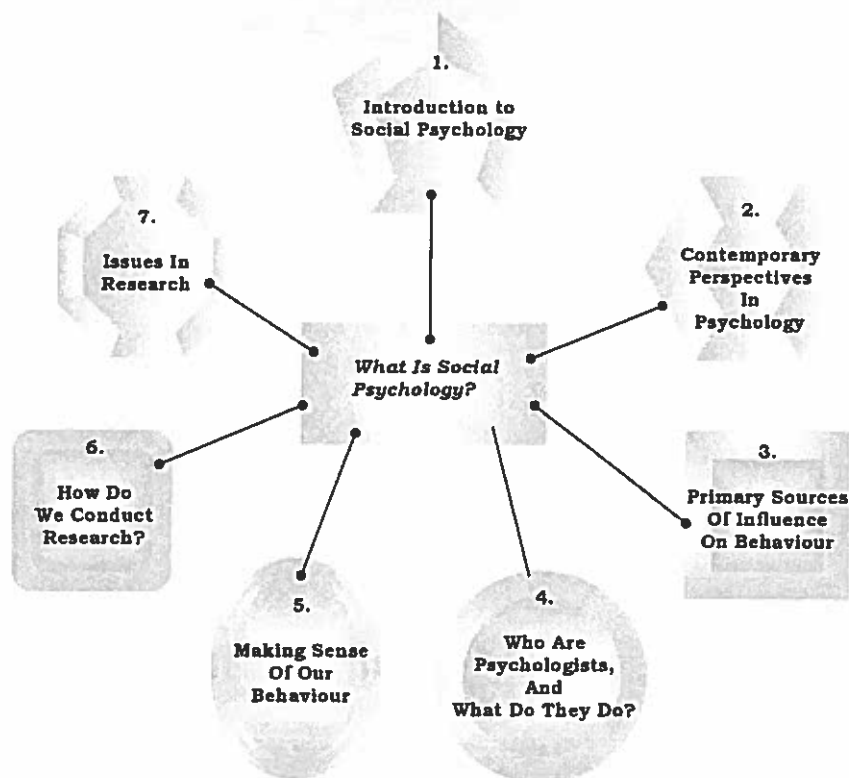 1.
Introduction to
Social Psychology
2.
Contemporary
Perspectives
In
Psychology
3.
Primary Sources
Of Influence
On Behaviour
4.
Who Are
Psychologists,
And
What Do They Do?
5.
Making Sense
Of Our
Behaviour
6.
How Do
We Conduct
Research?
7.
Issues In
Research
What Is Social
Psychology?